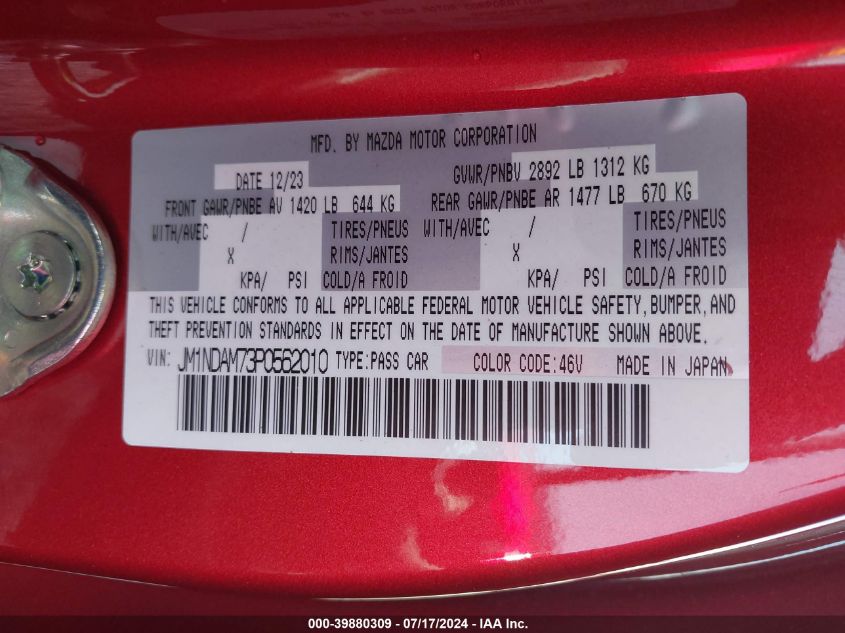 MFD. BY MAZDA MOTOR CORPORATION
DATE 12/23 GVWR/PNBV 2892 LB 1312 KG
FRONT GAWR/PNBE AV 1420 LB 644 KG REAR GAWR/PNBE AR 1477 LB 670 KG
WITH/AVEC / TIRES/PNEUS WITH/AVEC / TIRES/PNEUS
X RIMS/JANTES X RIMS/JANTES
KPA/ PSI COLD/A FROID KPA/ PSI COLD/A FROID
THIS VEHICLE CONFORMS TO ALL APPLICABLE FEDERAL MOTOR VEHICLE SAFETY, BUMPER, AND
THEFT PREVENTION STANDARDS IN EFFECT ON THE DATE OF MANUFACTURE SHOWN ABOVE.
VIN: JM1NDAM73P0562010 TYPE:PASS CAR COLOR CODE:46V MADE IN JAPAN
000-39880309 - 07/17/2024 - IAA Inc.